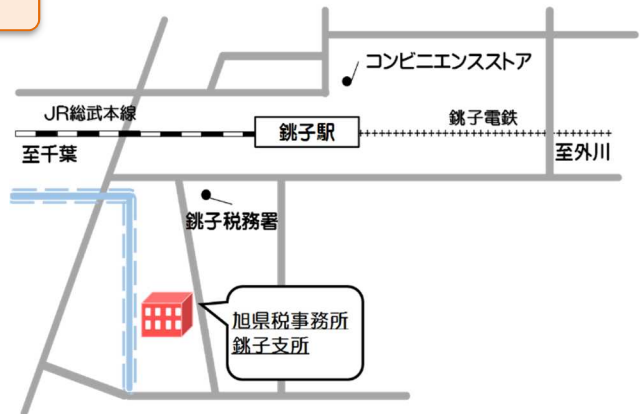 コンビニエンスストア
JR総武本線
銚子駅
銚子電鉄
至千葉
至外川
銚子税務署
旭県税事務所
銚子支所